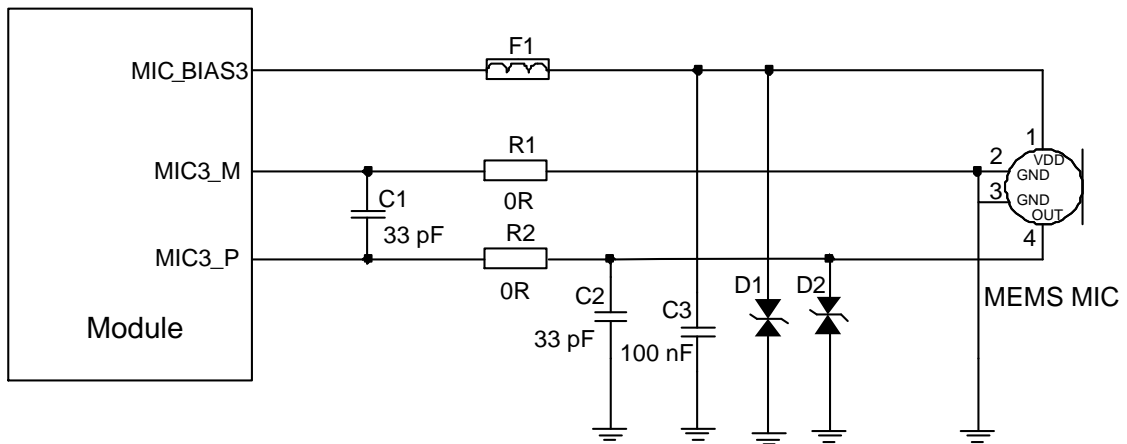 F1
MIC_BIAS3
1
VDD
R1
2
GND
MIC3_M
3
GND
C1
0R
OUT
33 pF
R2
4
MIC3_P
0R
C2
C3
D1
D2
MEMS MIC
Module
33 pF
100 nF